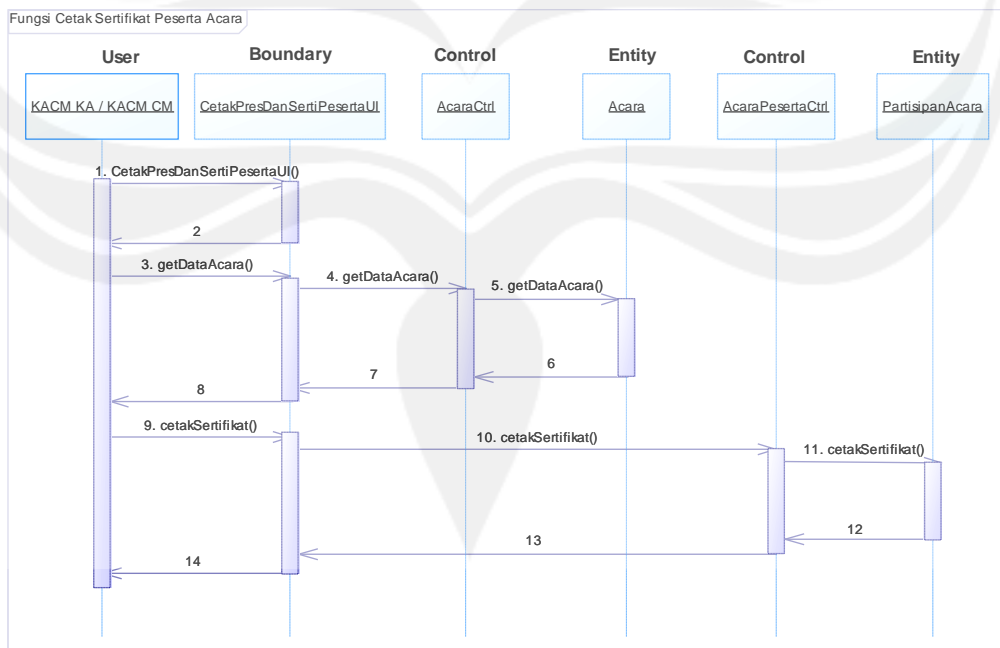 Fungsi Cetak Sertifikat Peserta Acara
User
Boundary
Control
Entity
Control
Entity
KACM KA / KACM CM
CetakPresDanSertiPesertaUI
AcaraCtrl
Acara
AcaraPesertaCtrl
PartisipanAcara
1. CetakPresDanSertiPesertaUI()
2
3. getDataAcara()
4. getDataAcara()
5. getDataAcara()
6
7
8
9. cetakSertifikat()
10. cetakSertifikat()
11. cetakSertifikat()
12
13
14